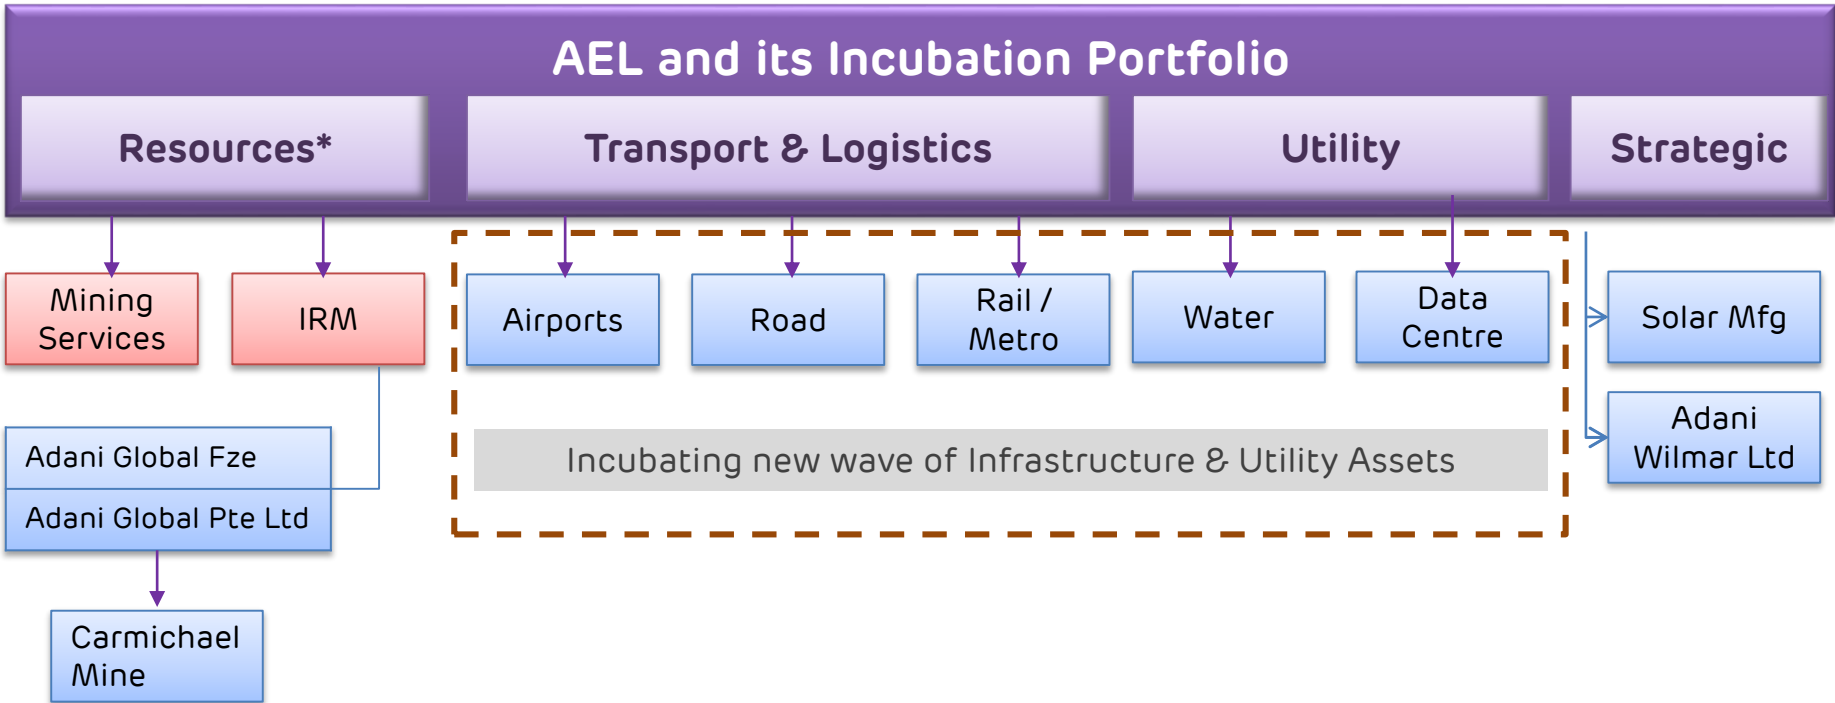 AEL and its Incubation Portfolio
Resources*
Transport & Logistics
Utility
Strategic
Mining
Services
IRM
Airports
Road
Rail /
Metro
Water
Data
Centre
Solar Mfg
Adani
Wilmar Ltd
Incubating new wave of Infrastructure & Utility Assets
Adani Global Fze
Adani Global Pte Ltd
Carmichael
Mine